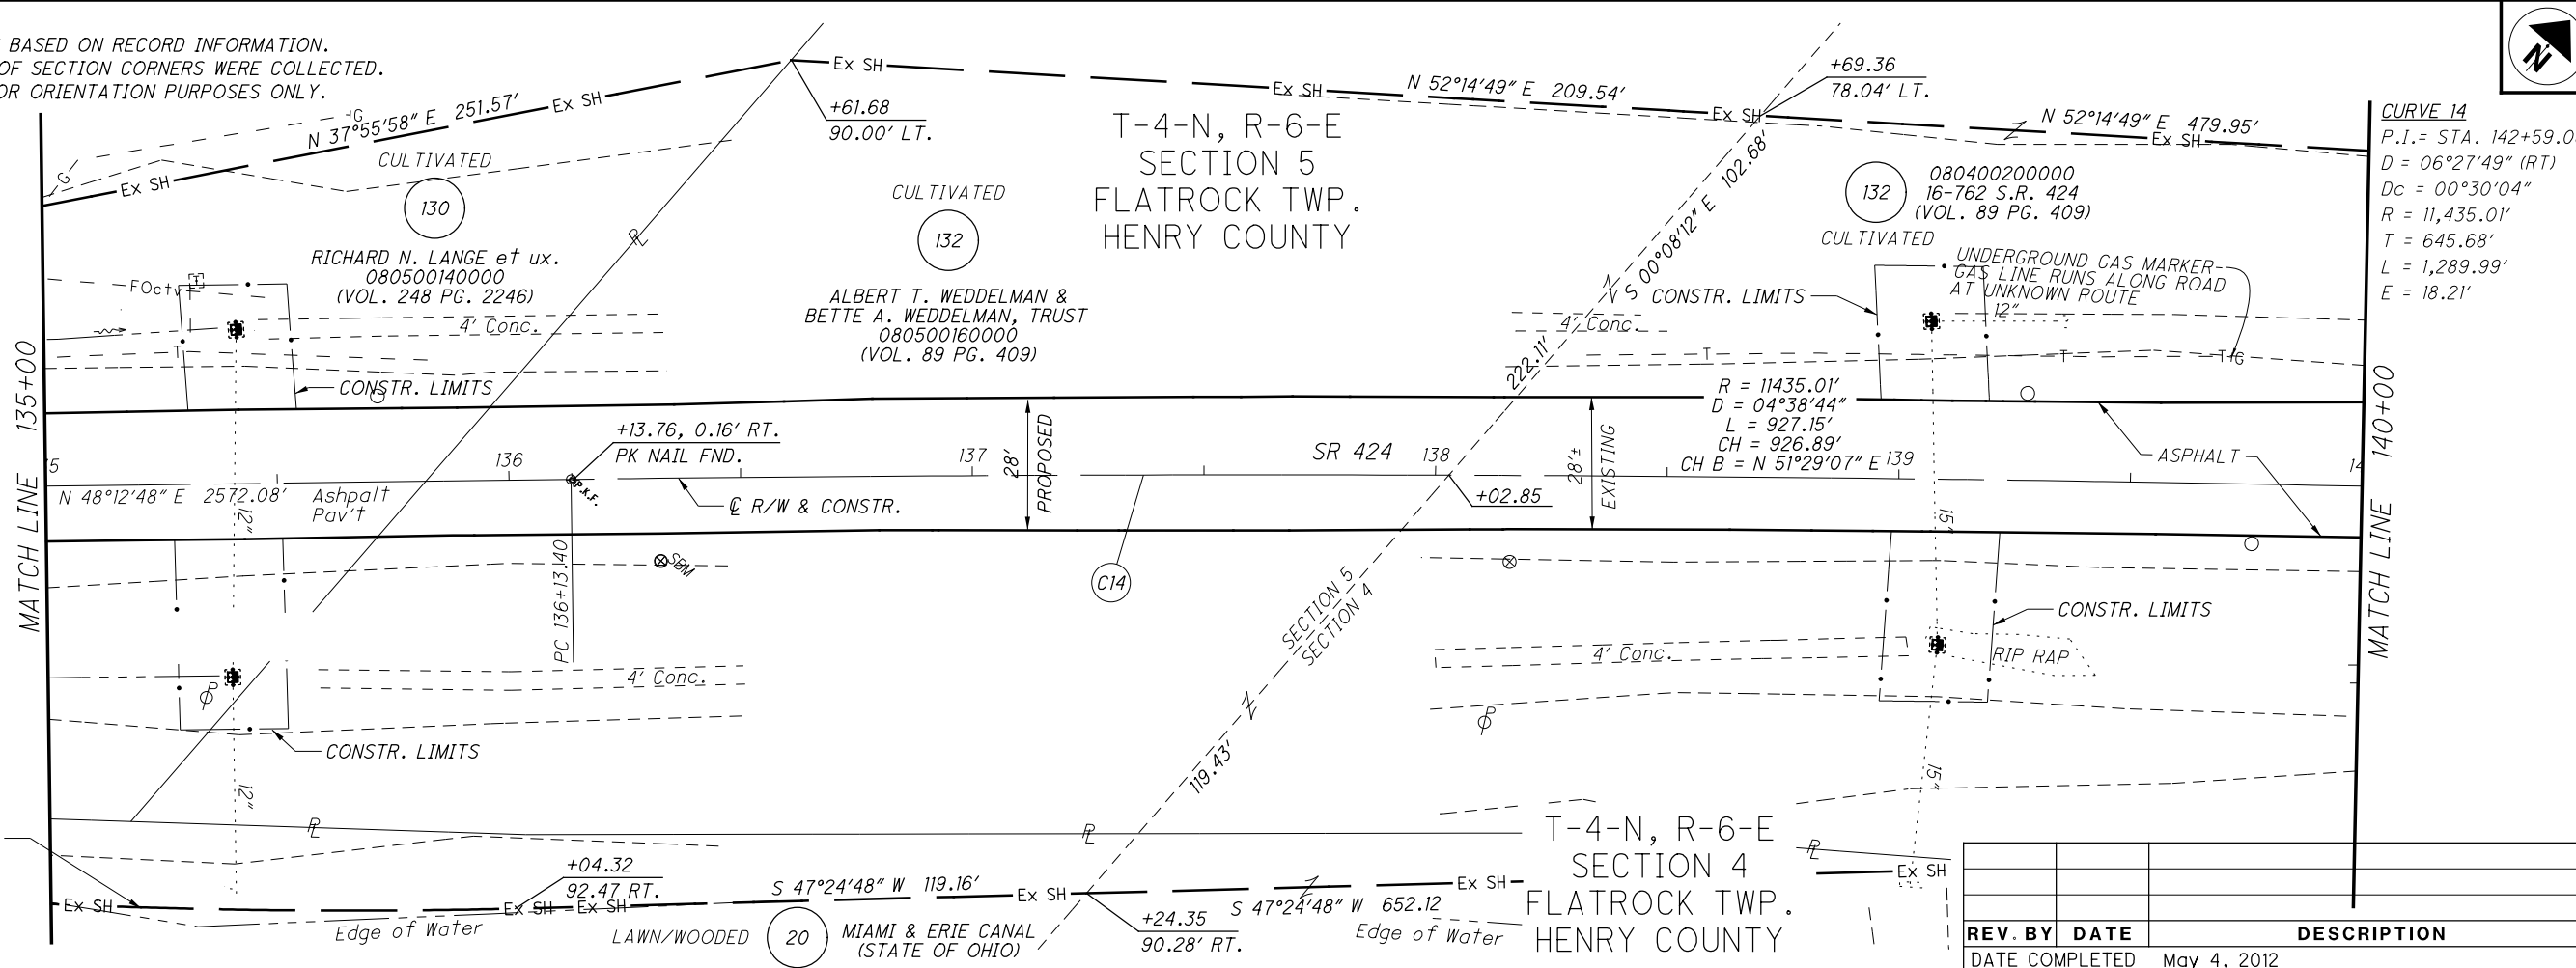 BASED ON RECORD INFORMATION.
OF SECTION CORNERS WERE COLLECTED.
OR ORIENTATION PURPOSES ONLY.
N
Ex SH
N 37°55'58" E 251.57'
Ex SH
Ex SH
+61.68
90.00' LT.
Ex SH
N 52°14'49" E 209.54'
Ex SH
+69.36
78.04' LT.
N 52°14'49" E 479.95'
Ex SH
G
G
CULTIVATED
130
RICHARD N. LANGE et ux.
080500140000
(VOL. 248 PG. 2246)
CULTIVATED
132
ALBERT T. WEDDELMAN &
BETTE A. WEDDELMAN, TRUST
080500160000
(VOL. 89 PG. 409)
T-4-N, R-6-E
SECTION 5
FLATROCK TWP.
HENRY COUNTY
S 00°08'12" E 102.68'
222.11'
132
080400200000
16-762 S.R. 424
(VOL. 89 PG. 409)
CULTIVATED
UNDERGROUND GAS MARKER-
GAS LINE RUNS ALONG ROAD
AT UNKNOWN ROUTE
CONSTR. LIMITS
12"
CURVE 14
P.I.= STA. 142+59.0
D = 06°27'49" (RT)
Dc = 00°30'04"
R = 11,435.01'
T = 645.68'
L = 1,289.99'
E = 18.21'
FOctv
T
4' Conc.
T
CONSTR. LIMITS
4' Conc.
T
T
T
G
MATCH LINE 135+00
MATCH LINE 140+00
R = 11435.01'
D = 04°38'44"
L = 927.15'
CH = 926.89'
CH B = N 51°29'07" E
+13.76, 0.16' RT.
PK NAIL FND.
P.K.F.
5
136
137
138
139
14
SR 424
28'
PROPOSED
28'±
EXISTING
ASPHALT
N 48°12'48" E 2572.08'
Ashpalt
Pav't
℄ R/W & CONSTR.
+02.85
12"
15"
PC 136+13.40
SBM
C14
SECTION 5
SECTION 4
CONSTR. LIMITS
4' Conc.
4' Conc.
RIP RAP
CONSTR. LIMITS
12"
119.43'
15"
+04.32
92.47 RT.
Ex SH
Ex SH
Ex SH
S 47°24'48" W 119.16'
Ex SH
+24.35
90.28' RT.
S 47°24'48" W 652.12
Ex SH
Ex SH
Edge of Water
LAWN/WOODED
20
MIAMI & ERIE CANAL
(STATE OF OHIO)
Edge of Water
T-4-N, R-6-E
SECTION 4
FLATROCK TWP.
HENRY COUNTY
REV. BY DATE DESCRIPTION
DATE COMPLETED May 4, 2012